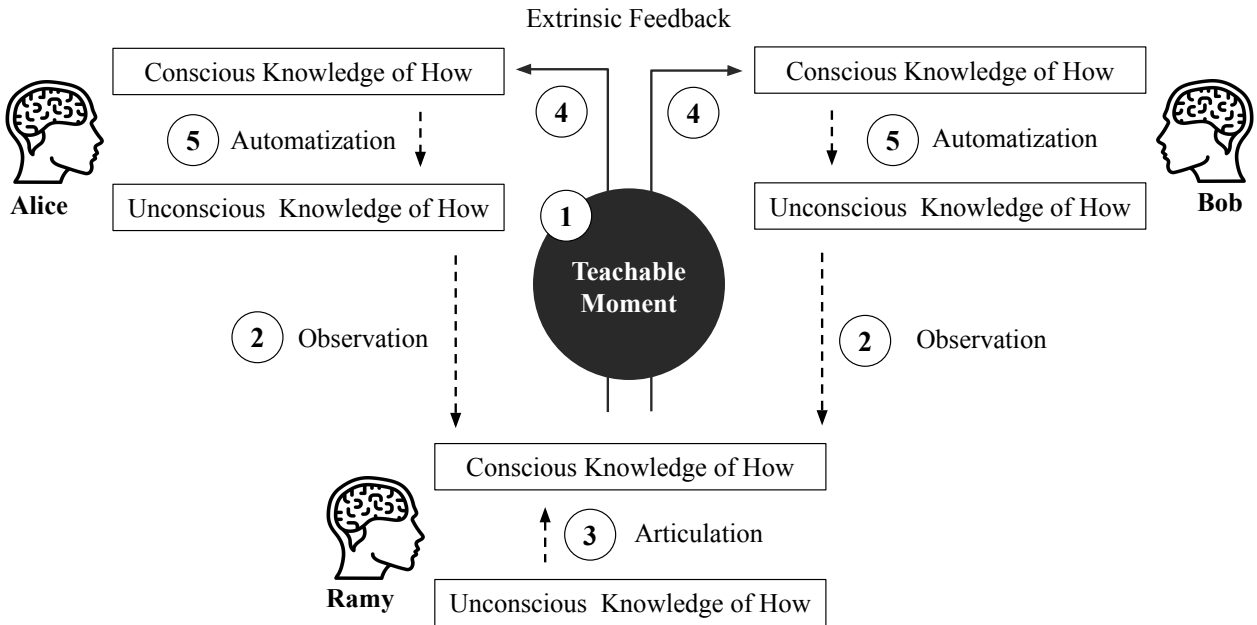 Extrinsic Feedback
Conscious Knowledge of How
Conscious Knowledge of How
4
4
5 Automatization
5 Automatization
Alice
Unconscious Knowledge of How
1
Unconscious Knowledge of How
Bob
Teachable
Moment
2 Observation
2 Observation
Conscious Knowledge of How
3 Articulation
Ramy
Unconscious Knowledge of How